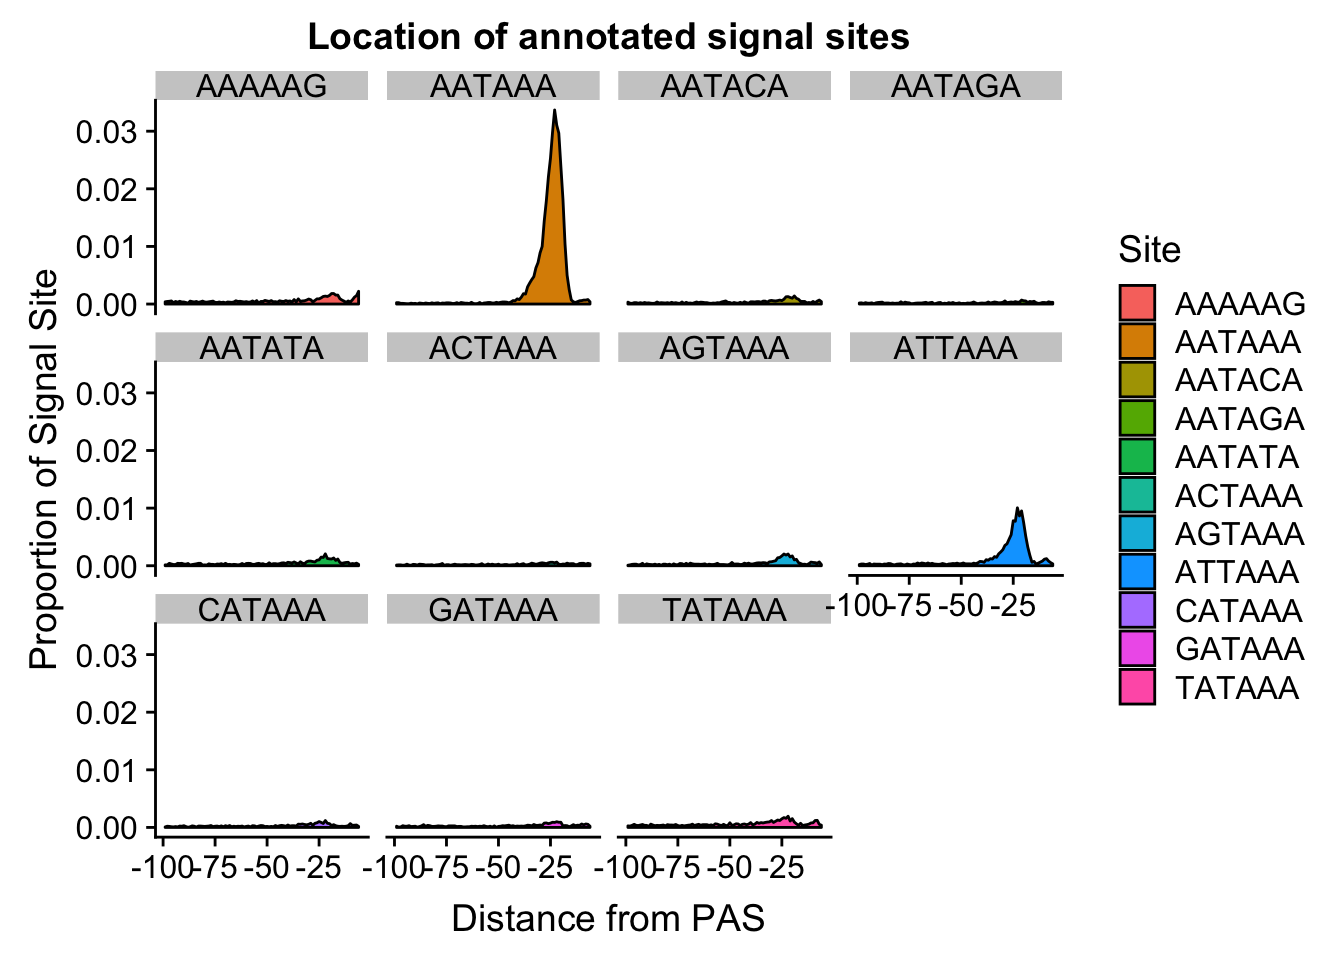 Location of annotated signal sites
AAAAAG AATAAA AATACA AATAGA
0.03
0.02
0.01
0.00
AATATA ACTAAA AGTAAA ATTAAA
0.03
0.02
0.01
0.00
-100 -75 -50 -25
CATAAA GATAAA TATAAA
0.03
0.02
0.01
0.00
-100 -75 -50 -25 -100 -75 -50 -25 -100 -75 -50 -25
Distance from PAS
Proportion of Signal Site
Site
AAAAAG
AATAAA
AATACA
AATAGA
AATATA
ACTAAA
AGTAAA
ATTAAA
CATAAA
GATAAA
TATAAA